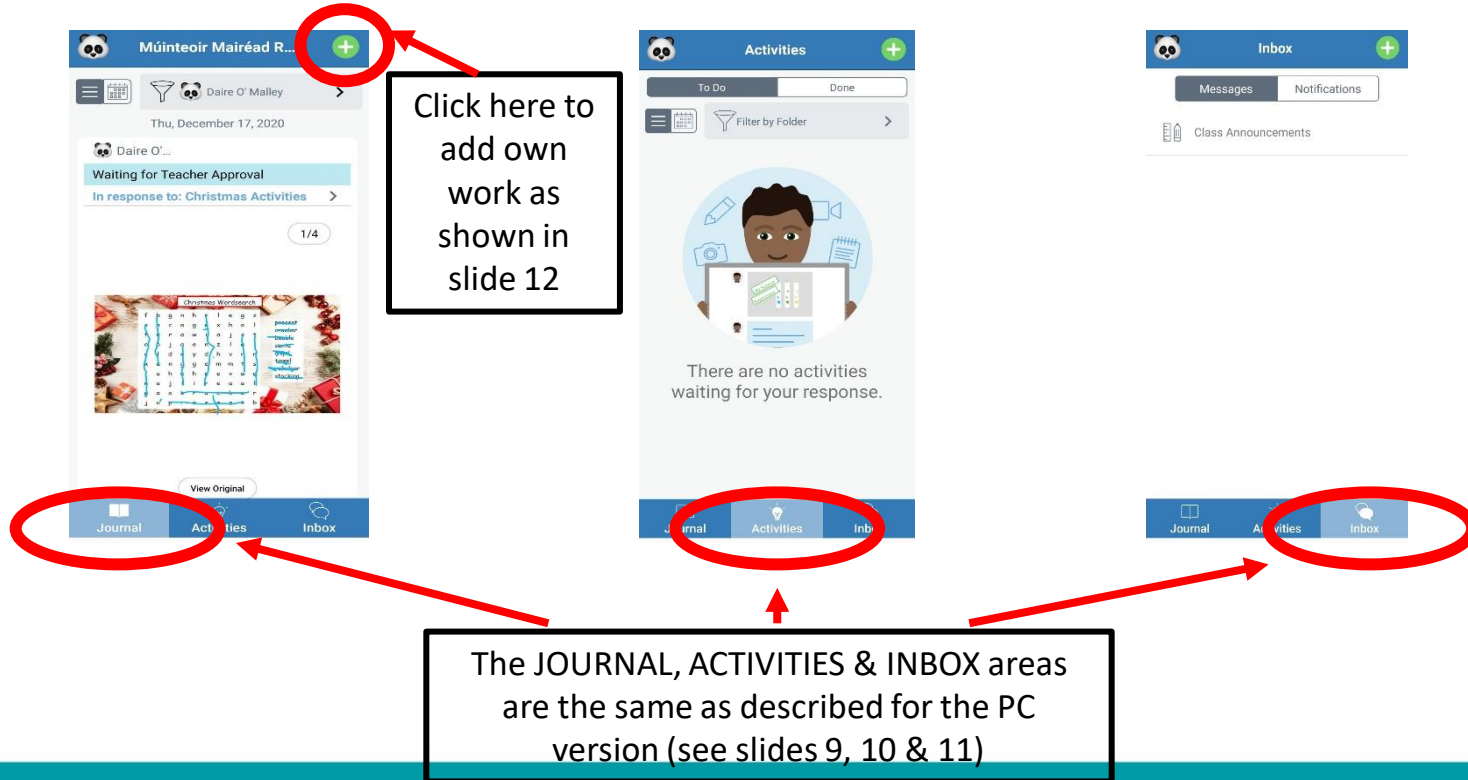 Múinteoir Mairéad R...
Daire O' Malley
Thu, December 17, 2020
Daire O'...
Waiting for Teacher Approval
In response to: Christmas Activities
1/4
Christmas Wordsearch
View Original
Journal
Activities
Inbox
Click here to
add own
work as
shown in
slide 12
Activities
To Do
Done
Filter by Folder
There are no activities
waiting for your response.
Journal
Activities
Inbox
Inbox
Messages
Notifications
Class Announcements
Journal
Activities
Inbox
The JOURNAL, ACTIVITIES & INBOX areas
are the same as described for the PC
version (see slides 9, 10 & 11)